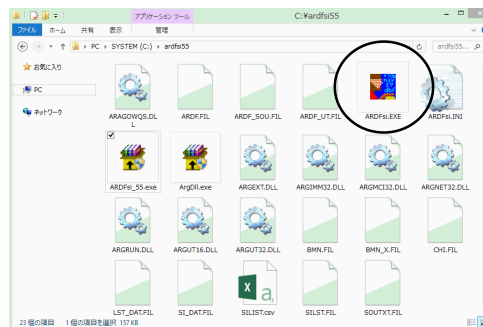 アプリケーション ツール
C:¥ardfsi55
ファイル
ホーム
共有
表示
管理
PC
SYSTEM (C:)
ardfsi55
ardfsi55...
お気に入り
PC
ネットワーク
ARAGOWQS.DL
L
ARDF.FIL
ARDF_SOU.FIL
ARDF_UT.FIL
ARDFsi.EXE
ARDFsi.INI
ARDFsi_55.exe
ArgDll.exe
ARGEXT.DLL
ARGIMM32.DLL
ARGMCI32.DLL
ARGNET32.DLL
ARGRUN.DLL
ARGUT16.DLL
ARGUT32.DLL
BMN.FIL
BMN_X.FIL
CHI.FIL
LST_DAT.FIL
SI_DAT.FIL
SILST.csv
SILST.FIL
SOUTXT.FIL
23 個の項目
1 個の項目を選択 157 KB